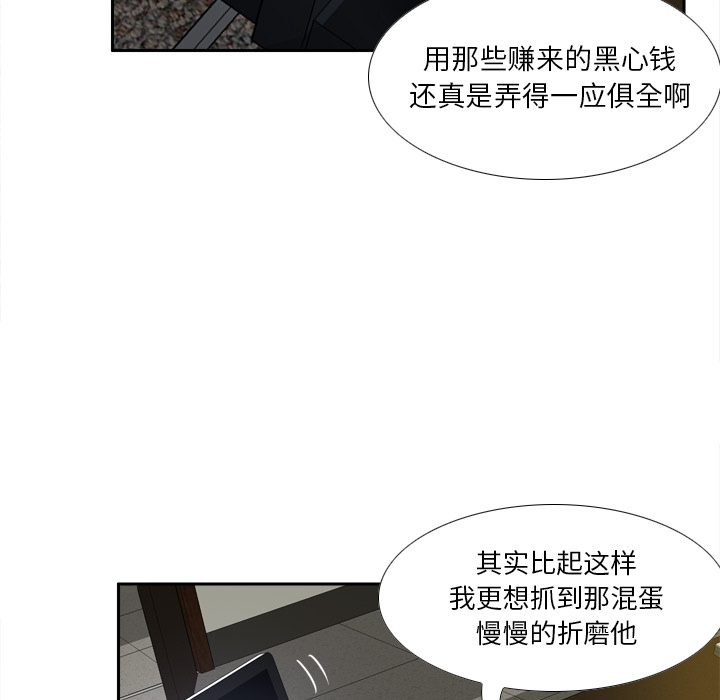 用那些赚来的黑心钱
还真是弄得一应俱全啊
其实比起这样
我更想抓到那混蛋
慢慢的折磨他